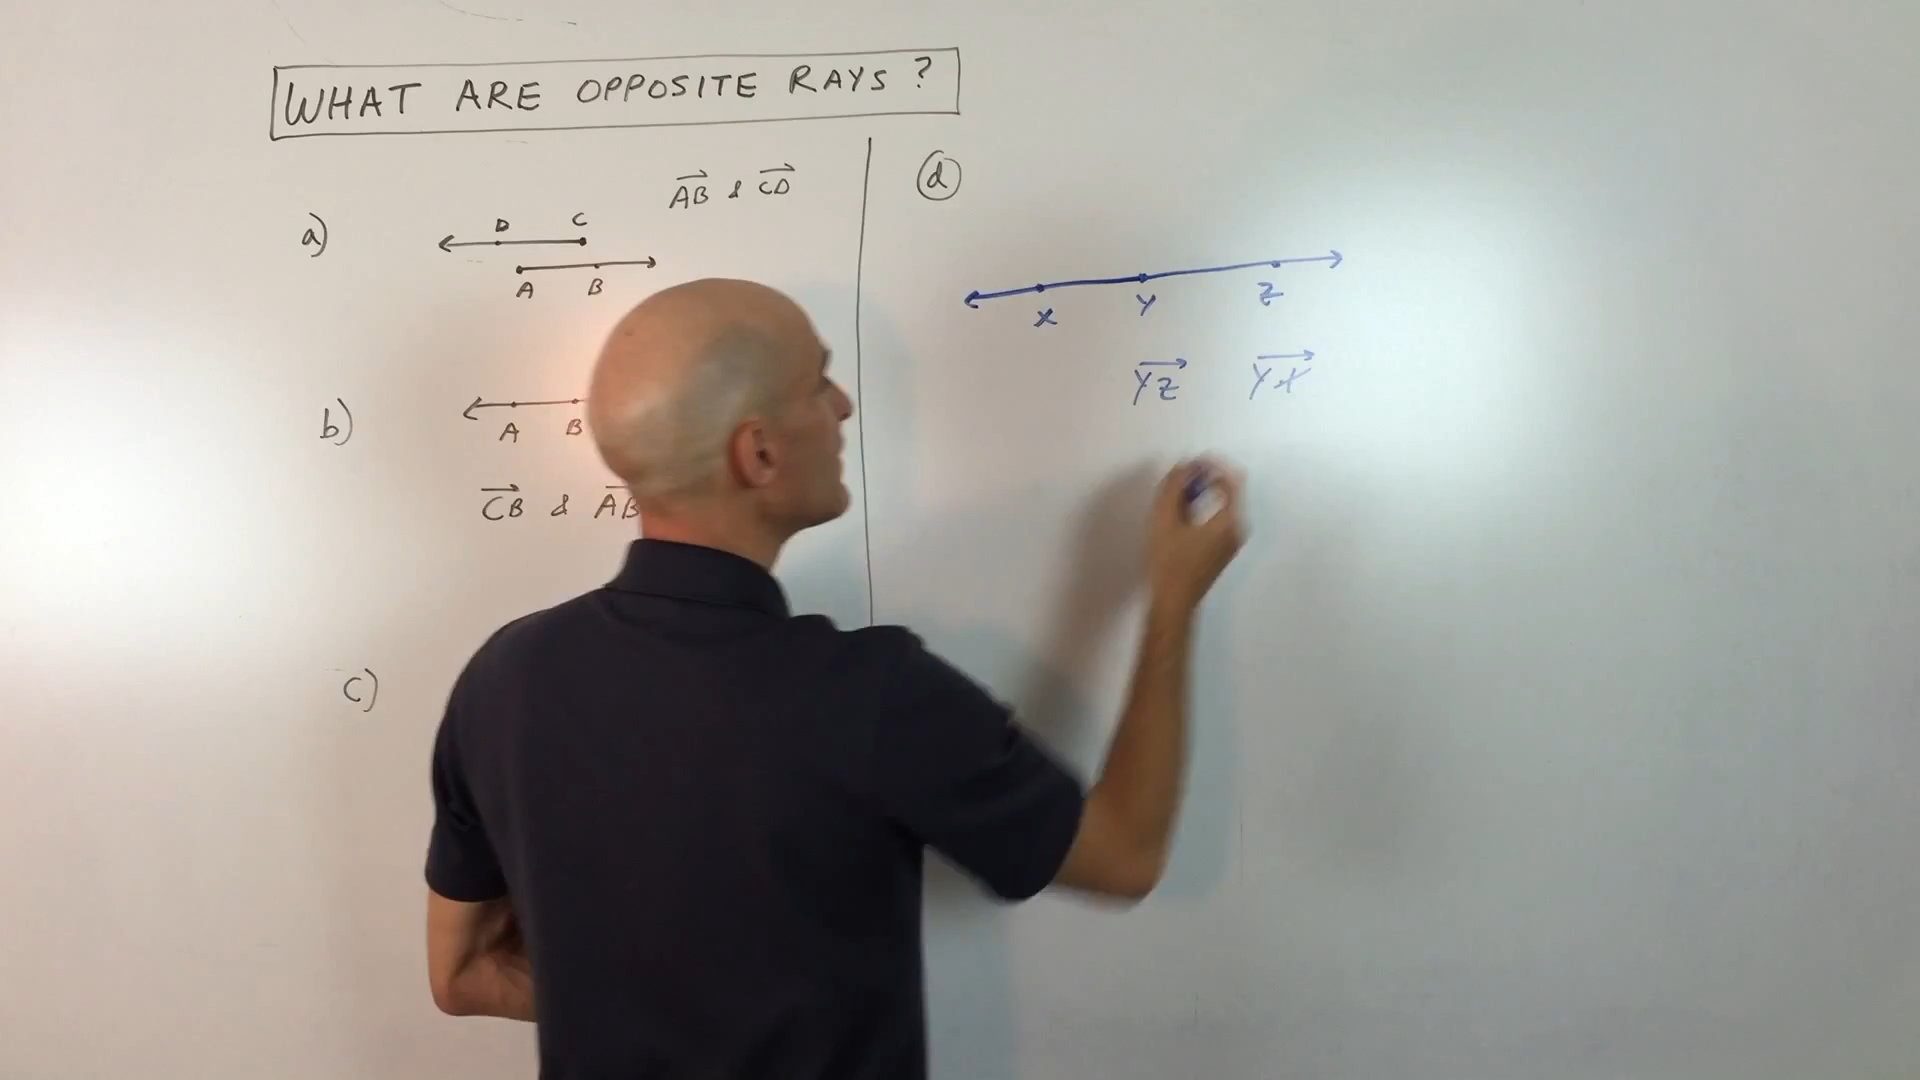 WHAT ARE OPPOSITE RAYS?
a)
AB & CD
D C
A B
b)
A B
CB & AB
c)
d
X Y Z
YZ YX